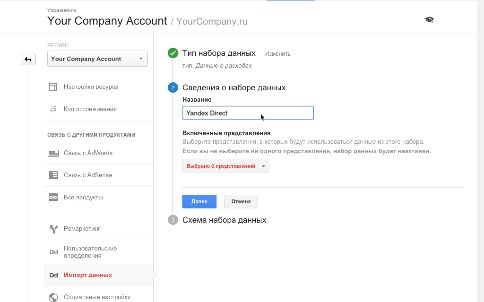 Управление
Your Company Account / YourCompany.ru
РЕСУРС
Your Company Account
Настройки ресурса
Код отслеживания
СВЯЗЬ С ДРУГИМИ ПРОДУКТАМИ
Связь с AdWords
Связь с AdSense
Все продукты
Ремаркетинг
Пользовательские
определения
Импорт данных
Социальные настройки
Тип набора данных Изменить
тип: Данные о расходах
2 Сведения о наборе данных
Название
Yandex Direct
Включенные представления
Выберите представления, в которых будут использоваться данные из этого набора.
Если вы не выберите ни одного представления, набор данных будет неактивен.
Выбрано 0 представлений
Далее Отмена
3 Схема набора данных